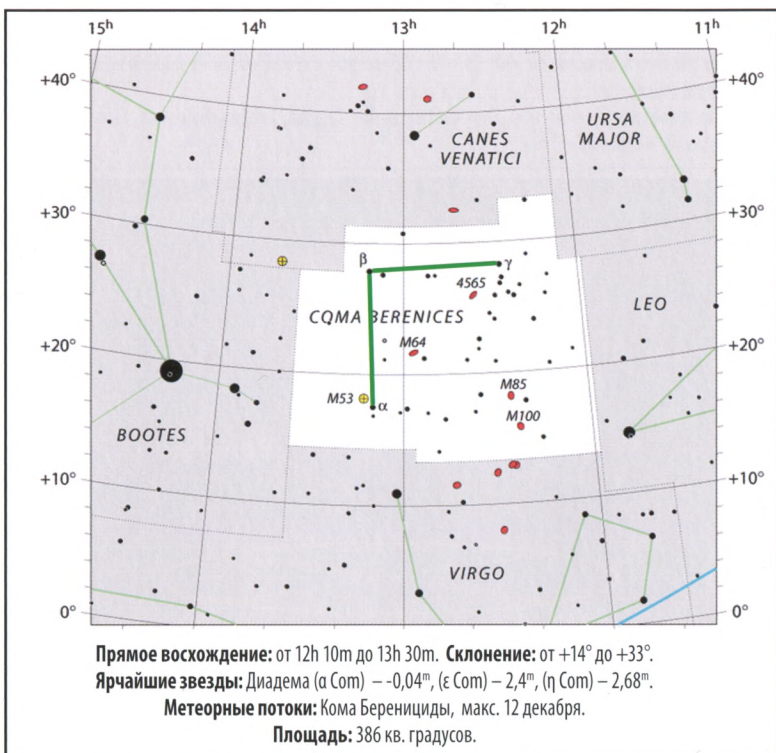 15h 14h 13h 12h 11h
+40° +40°
URSA
MAJOR
CANES
VENATICI
+30° +30°
β γ
4565
LEO
COMA BERENICES
+20° M64 +20°
M53 α M85
M100
BOOTES
+10° +10°
VIRGO
0° 0°
Прямое восхождение: от 12h 10m до 13h 30m. Склонение: от +14° до +33°.
Ярчайшие звезды: Диадема (α Com) – -0,04m, (ε Com) – 2,4m, (η Com) – 2,68m.
Метеорные потоки: Кома Беренициды, макс. 12 декабря.
Площадь: 386 кв. градусов.